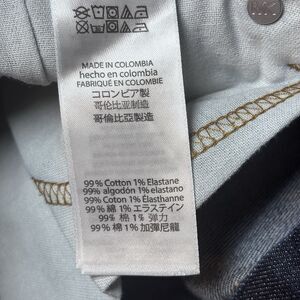 MADE IN COLOMBIA
hecho en colombia
FABRIQUÉ EN COLOMBIE
コロンビア製
哥伦比亚制造
哥倫比亞製造
99% Cotton 1% Elastane
99% algodón 1% elastano
99% Coton 1% Élasthanne
99% 綿 1% エラステイン
99% 棉 1% 弹力
99% 棉 1% 加彈尼龍